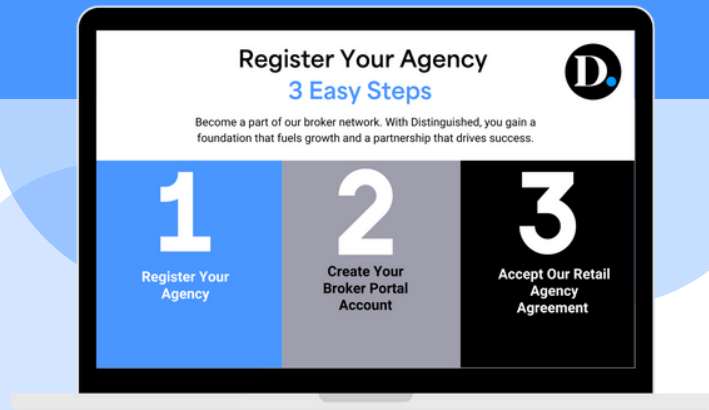 Register Your Agency
3 Easy Steps
D.
Become a part of our broker network. With Distinguished, you gain a
foundation that fuels growth and a partnership that drives success.
1
Register Your
Agency
2
Create Your
Broker Portal
Account
3
Accept Our Retail
Agency
Agreement